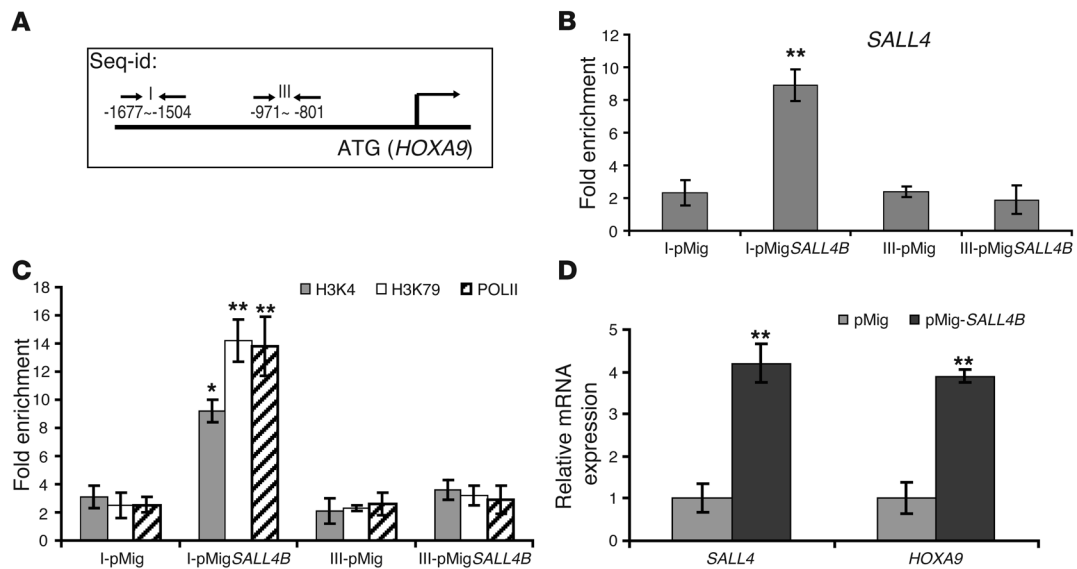 A
Seq-id:
I
III
-1677~-1504
-971~ -801
ATG (HOXA9)
B
SALL4
Fold enrichment
12
10
8
6
4
2
0
I-pMig
I-pMigSALL4B
III-pMig
III-pMigSALL4B
**
C
H3K4
H3K79
POLII
Fold enrichment
18
16
14
12
10
8
6
4
2
0
*
**
**
I-pMig
I-pMigSALL4B
III-pMig
III-pMigSALL4B
D
pMig
pMig-SALL4B
Relative mRNA
expression
5
4
3
2
1
0
**
**
SALL4
HOXA9